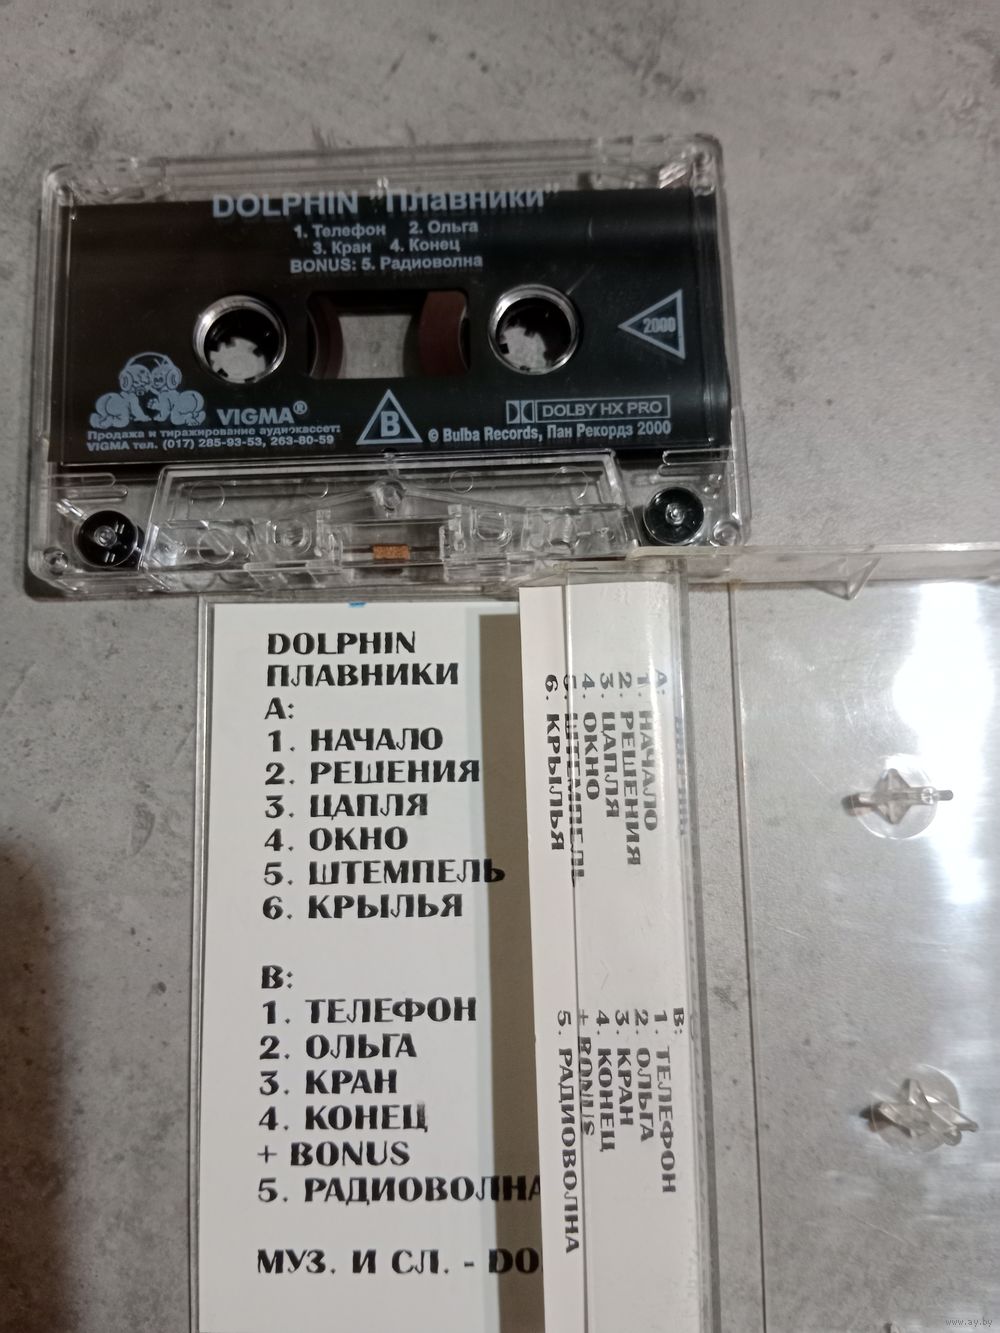 DOLPHIN "Плавники"
1. Телефон 2. Ольга
3. Кран 4. Конец
BONUS: 5. Радиоволна
2000
VIGMA®
B
DOLBY HX PRO
Продажа и тиражирование аудиокассет:
VIGMA тел. (017) 285-93-53, 263-80-59
© Bulba Records, Пан Рекордз 2000
DOLPHIN
ПЛАВНИКИ
A:
1. НАЧАЛО
2. РЕШЕНИЯ
3. ЦАПЛЯ
4. ОКНО
5. ШТЕМПЕЛЬ
6. КРЫЛЬЯ
B:
1. ТЕЛЕФОН
2. ОЛЬГА
3. КРАН
4. КОНЕЦ
+ BONUS
5. РАДИОВОЛНА
МУЗ. И СЛ. - DO
A:
1. НАЧАЛО
2. РЕШЕНИЯ
3. ЦАПЛЯ
4. ОКНО
5. ШТЕМПЕЛЬ
6. КРЫЛЬЯ
B:
1. ТЕЛЕФОН
2. ОЛЬГА
3. КРАН
4. КОНЕЦ
+ BONUS
5. РАДИОВОЛНА
www.ay.by